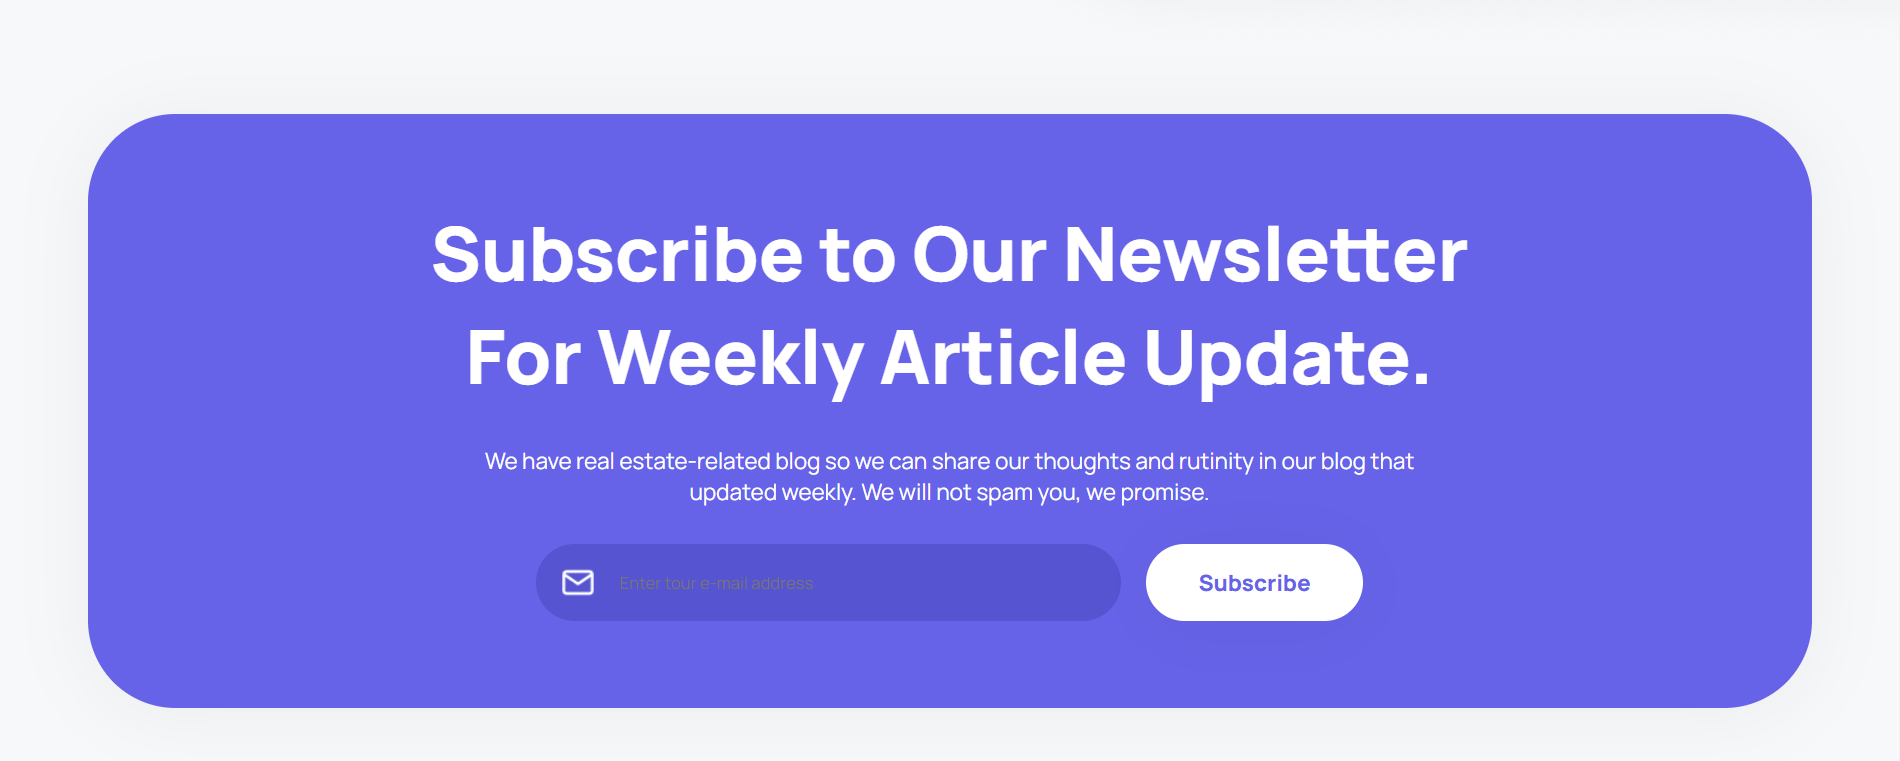 Subscribe to Our Newsletter
For Weekly Article Update.
We have real estate-related blog so we can share our thoughts and rutinity in our blog that
updated weekly. We will not spam you, we promise.
Enter tour e-mail address
Subscribe